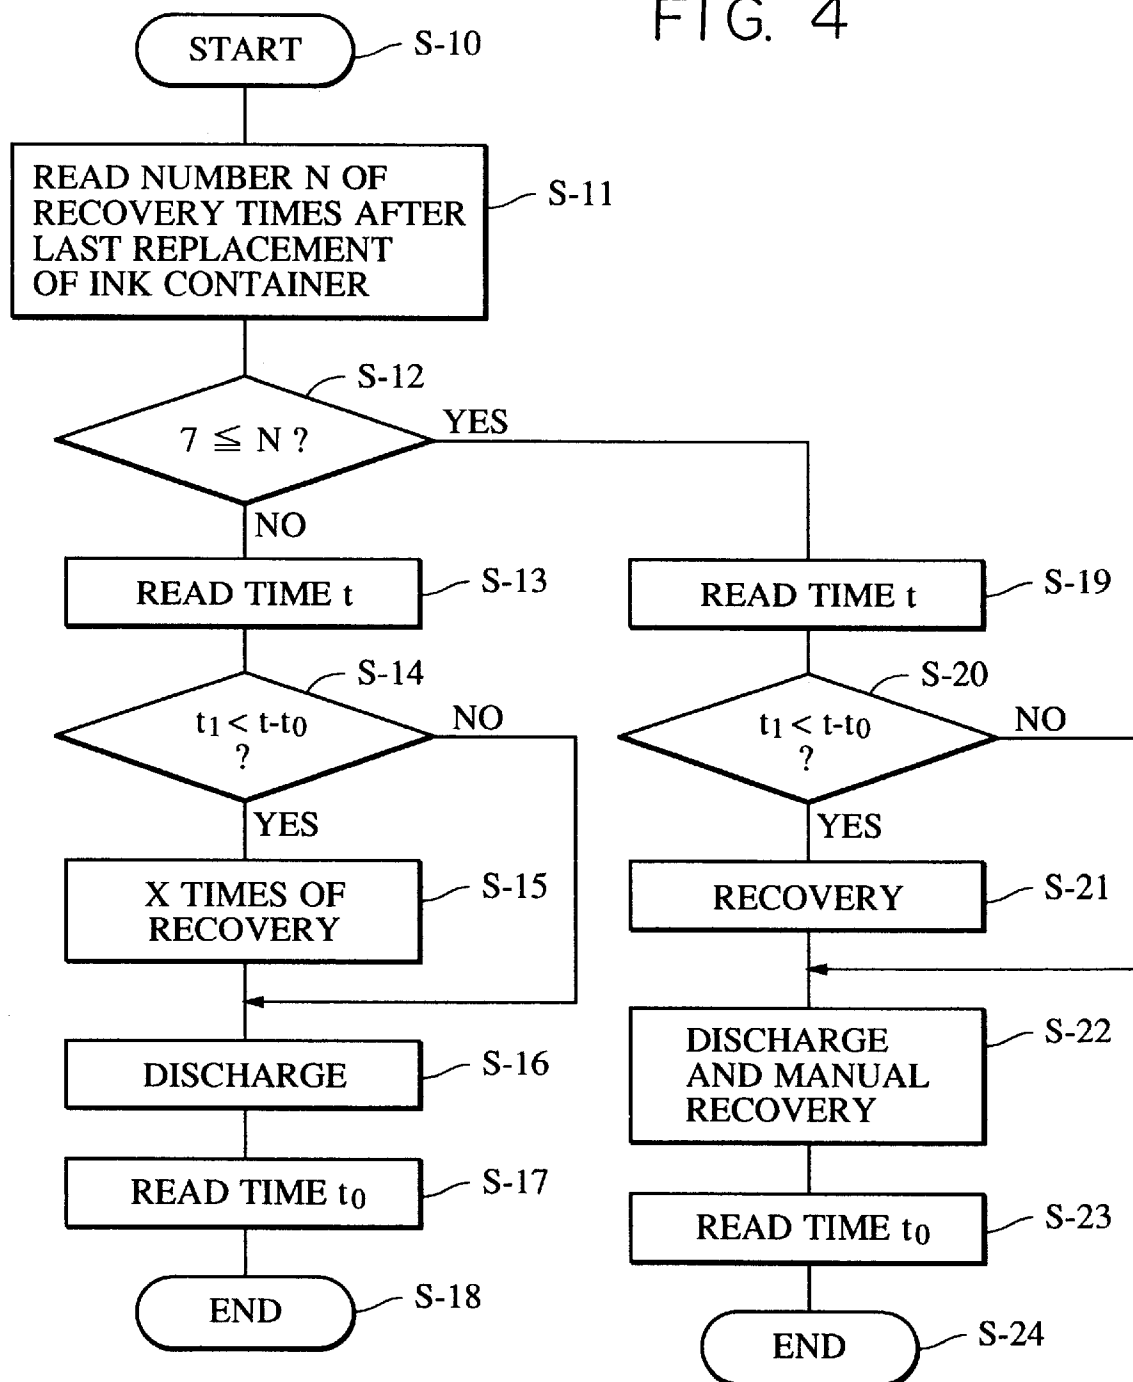 FIG. 4
START
S-10
READ NUMBER N OF
RECOVERY TIMES AFTER
LAST REPLACEMENT
OF INK CONTAINER
S-11
S-12
7 ≦ N ?
YES
NO
READ TIME t
S-13
S-14
t1 < t-t0
?
NO
YES
X TIMES OF
RECOVERY
S-15
DISCHARGE
S-16
READ TIME t0
S-17
END
S-18
READ TIME t
S-19
S-20
t1 < t-t0
?
NO
YES
RECOVERY
S-21
DISCHARGE
AND MANUAL
RECOVERY
S-22
READ TIME t0
S-23
END
S-24